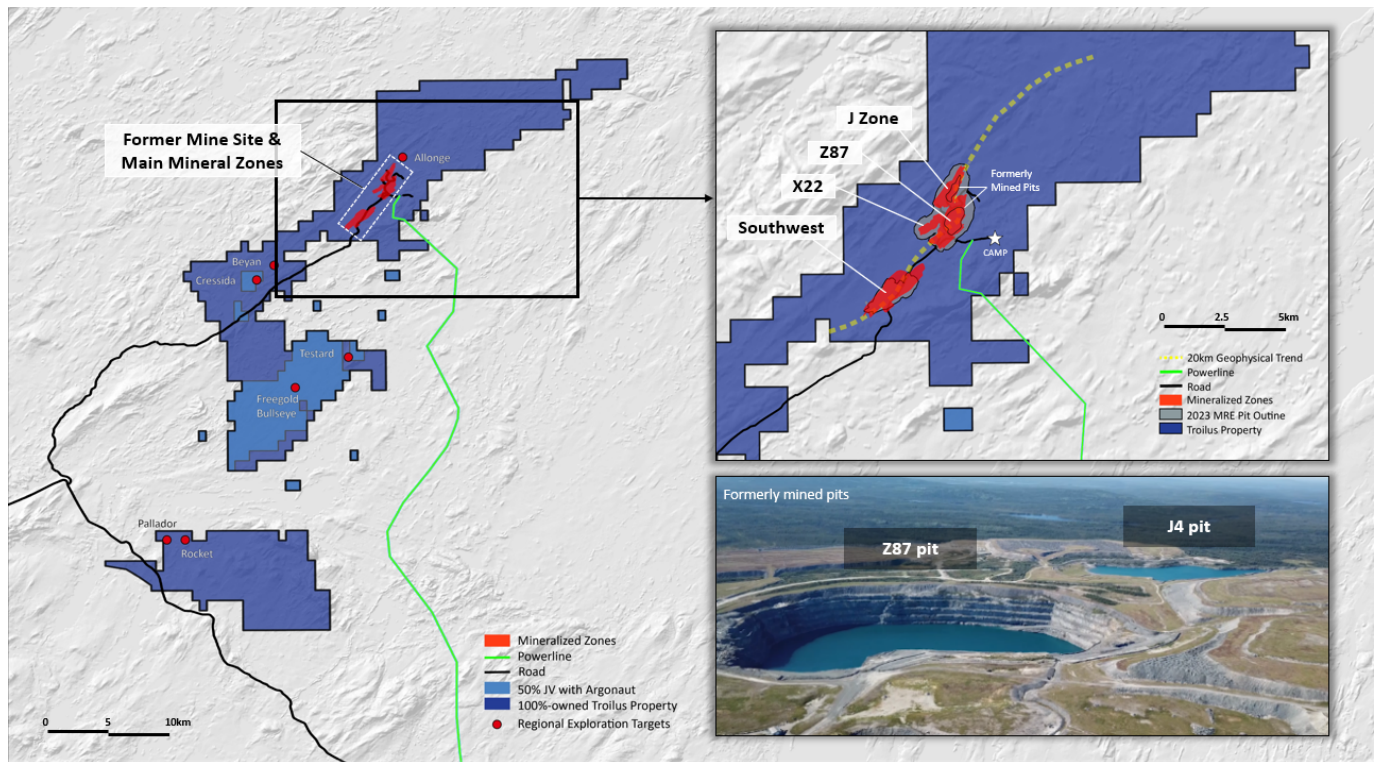 Former Mine Site &
Main Mineral Zones
Allonge
Beyan
Cressida
Testard
Freegold
Bullseye
Pallador
Rocket
0 5 10km
Mineralized Zones
Powerline
Road
50% JV with Argonaut
100%-owned Troilus Property
Regional Exploration Targets
J Zone
Z87
X22
Southwest
Formerly
Mined Pits
CAMP
0 2.5 5km
20km Geophysical Trend
Powerline
Road
Mineralized Zones
2023 MRE Pit Outine
Troilus Property
Formerly mined pits
Z87 pit
J4 pit